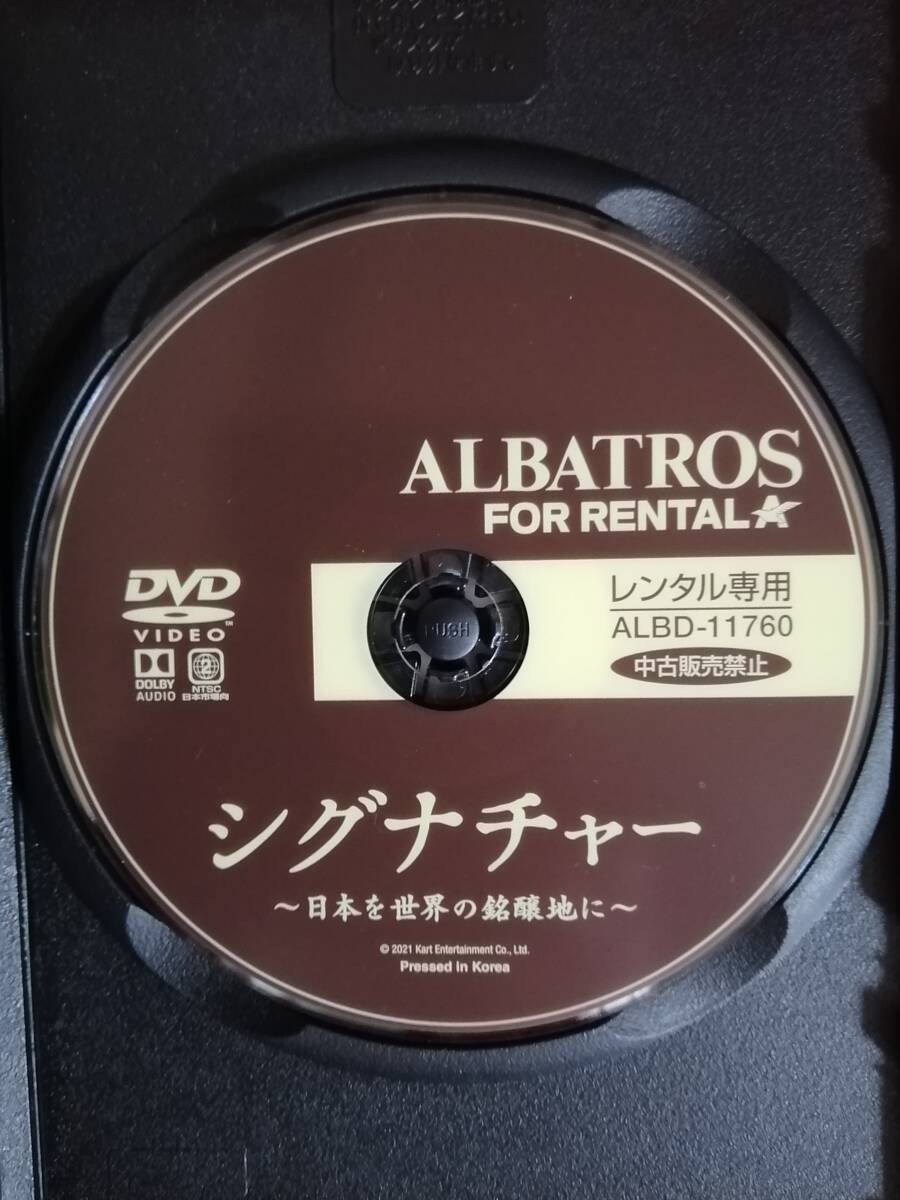 ALBATROS
FOR RENTAL
DVD
VIDEO
TM
DOLBY
AUDIO
2
NTSC
日本市場向
レンタル専用
ALBD-11760
中古販売禁止
PUSH
シグナチャー
～日本を世界の銘醸地に～
© 2021 Kart Entertainment Co., Ltd.
Pressed in Korea